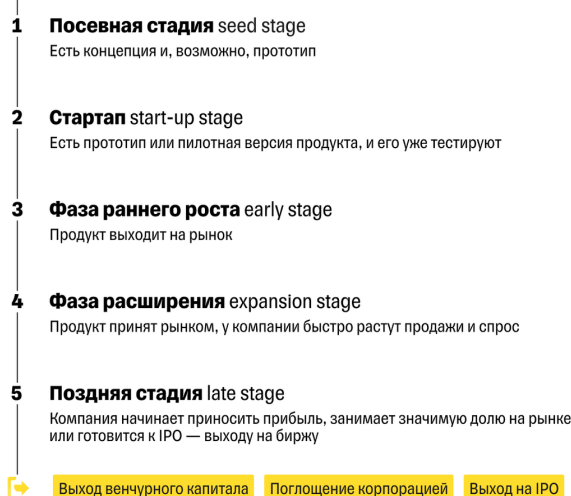 1 Посевная стадия seed stage
Есть концепция и, возможно, прототип
2 Стартап start-up stage
Есть прототип или пилотная версия продукта, и его уже тестируют
3 Фаза раннего роста early stage
Продукт выходит на рынок
4 Фаза расширения expansion stage
Продукт принят рынком, у компании быстро растут продажи и спрос
5 Поздняя стадия late stage
Компания начинает приносить прибыль, занимает значимую долю на рынке
или готовится к IPO — выходу на биржу
Выход венчурного капитала Поглощение корпорацией Выход на IPO